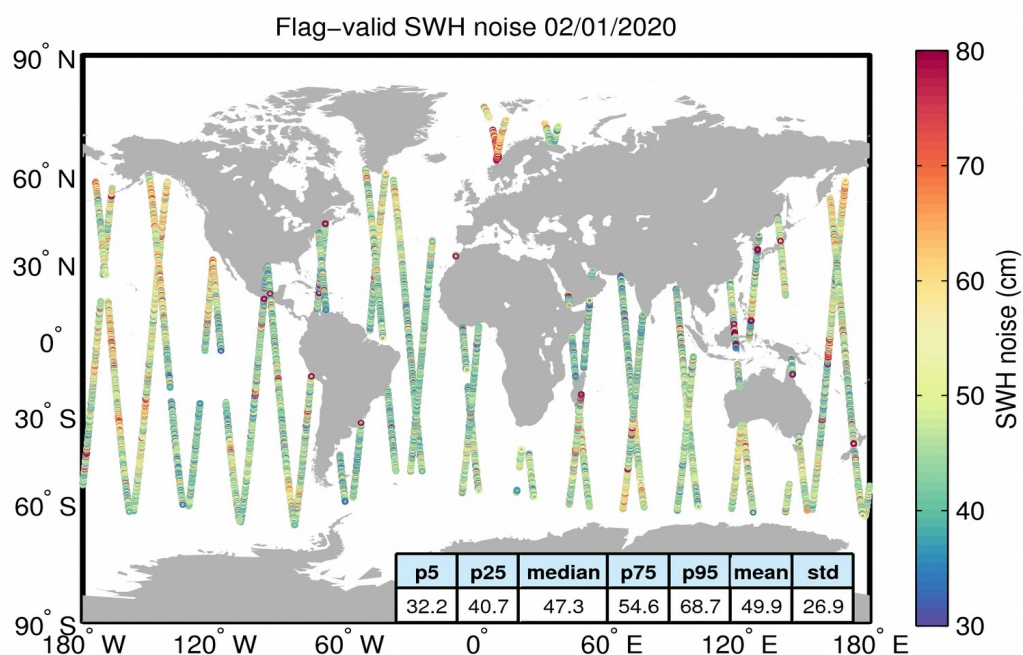 Flag−valid SWH noise 02/01/2020
90° N
60° N
30° N
0°
30° S
60° S
90° S
180° W
120° W
60° W
0°
60° E
120° E
180° E
p5 p25 median p75 p95 mean std
32.2 40.7 47.3 54.6 68.7 49.9 26.9
80
70
60
50
40
30
SWH noise (cm)